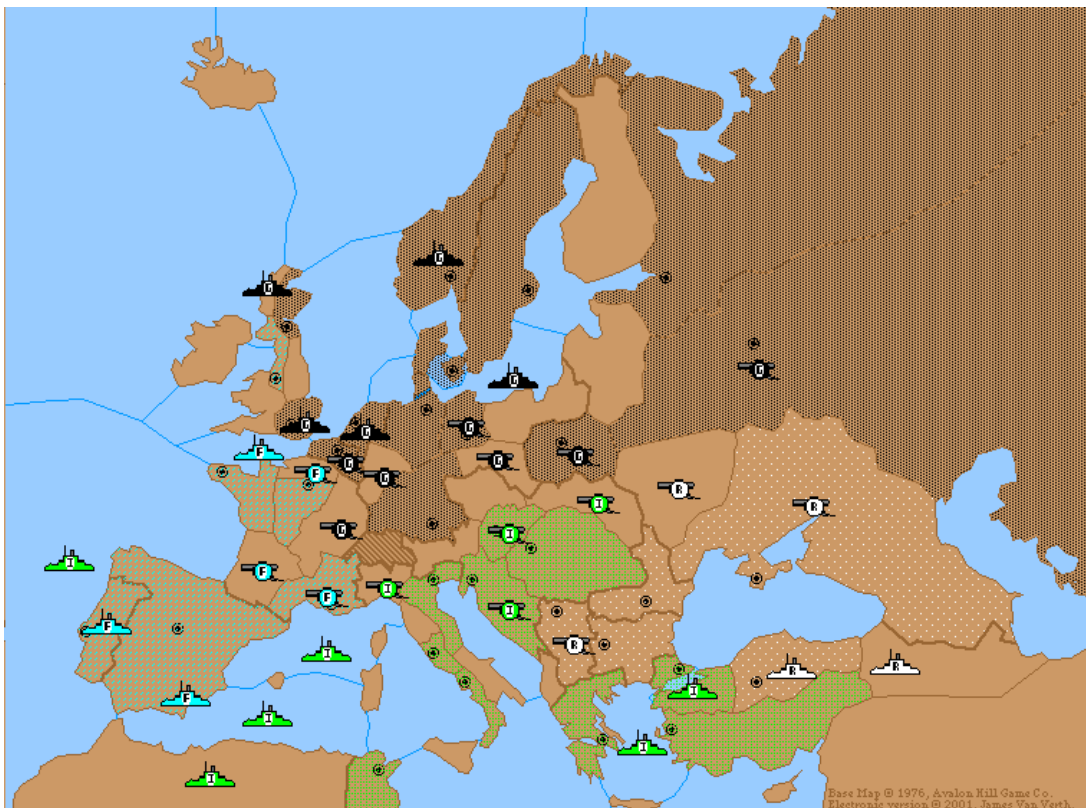 G
G
G
G
G
G
G
F
G
G
G
F
G
R
I
R
G
I
I
F
I
F
I
F
R
I
R
R
I
F
I
I
I
Base Map © 1976, Avalon Hill Game Co.
Electronic version © 2001, James Van Verth